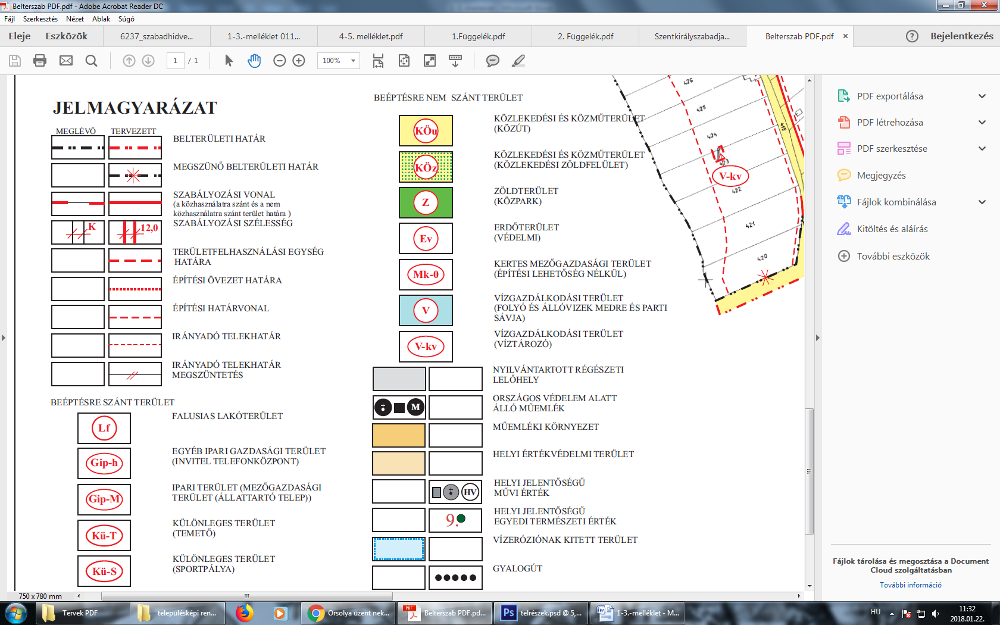 Belterszab PDF.pdf - Adobe Acrobat Reader DC
Fájl Szerkesztés Nézet Ablak Súgó
Eleje Eszközök 6237_szabadhidve... 1-3.-melléklet 011... 4-5. melléklet.pdf 1.Függelék.pdf 2. Függelék.pdf Szentkirályszabadja... Belterszab PDF.pdf × Bejelentkezés
1 / 1 100%
JELMAGYARÁZAT
MEGLÉVŐ TERVEZETT
BELTERÜLETI HATÁR
MEGSZŰNŐ BELTERÜLETI HATÁR
SZABÁLYOZÁSI VONAL
(a közhasználatra szánt és a nem
közhasználatra szánt terület határa )
K 12,0 SZABÁLYOZÁSI SZÉLESSÉG
TERÜLETFELHASZNÁLÁSI EGYSÉG
HATÁRA
ÉPÍTÉSI ÖVEZET HATÁRA
ÉPÍTÉSI HATÁRVONAL
IRÁNYADÓ TELEKHATÁR
IRÁNYADÓ TELEKHATÁR
MEGSZÜNTETÉS
BEÉPTÉSRE SZÁNT TERÜLET
Lf FALUSIAS LAKÓTERÜLET
Gip-h EGYÉB IPARI GAZDASÁGI TERÜLET
(INVITEL TELEFONKÖZPONT)
Gip-M IPARI TERÜLET (MEZŐGAZDASÁGI
TERÜLET (ÁLLATTARTÓ TELEP))
Kü-T KÜLÖNLEGES TERÜLET
(TEMETŐ)
Kü-S KÜLÖNLEGES TERÜLET
(SPORTPÁLYA)
BEÉPTÉSRE NEM SZÁNT TERÜLET
KÖu KÖZLEKEDÉSI ÉS KÖZMŰTERÜLET
(KÖZÚT)
KÖz KÖZLEKEDÉSI ÉS KÖZMŰTERÜLET
(KÖZLEKEDÉSI ZÖLDFELÜLET)
Z ZÖLDTERÜLET
(KÖZPARK)
Ev ERDŐTERÜLET
(VÉDELMI)
Mk-0 KERTES MEZŐGAZDASÁGI TERÜLET
(ÉPÍTÉSI LEHETŐSÉG NÉLKÜL)
V VÍZGAZDÁLKODÁSI TERÜLET
(FOLYÓ ÉS ÁLLÓVIZEK MEDRE ÉS PARTI
SÁVJA)
V-kv VÍZGAZDÁLKODÁSI TERÜLET
(VÍZTÁROZÓ)
NYILVÁNTARTOTT RÉGÉSZETI
LELŐHELY
M ORSZÁGOS VÉDELEM ALATT
ÁLLÓ MŰEMLÉK
MŰEMLÉKI KÖRNYEZET
HELYI ÉRTÉKVÉDELMI TERÜLET
HV HELYI JELENTŐSÉGŰ
MŰVI ÉRTÉK
9. HELYI JELENTŐSÉGŰ
EGYEDI TERMÉSZETI ÉRTÉK
VÍZERÓZIÓNAK KITETT TERÜLET
GYALOGÚT
426
425
424
423
V-kv
422
421
420
419
PDF exportálása
PDF létrehozása
PDF szerkesztése
Megjegyzés
Fájlok kombinálása
Kitöltés és aláírás
További eszközök
Fájlok tárolása és megosztása a Document
Cloud szolgáltatásban
További információ
750 x 780 mm
Tervek PDF településképi ren... Orsolya üzent nek... Belterszab PDF.pd... telrészek.psd @ 5,... 1-3.-melléklet - M... HU 11:32
2018.01.22.